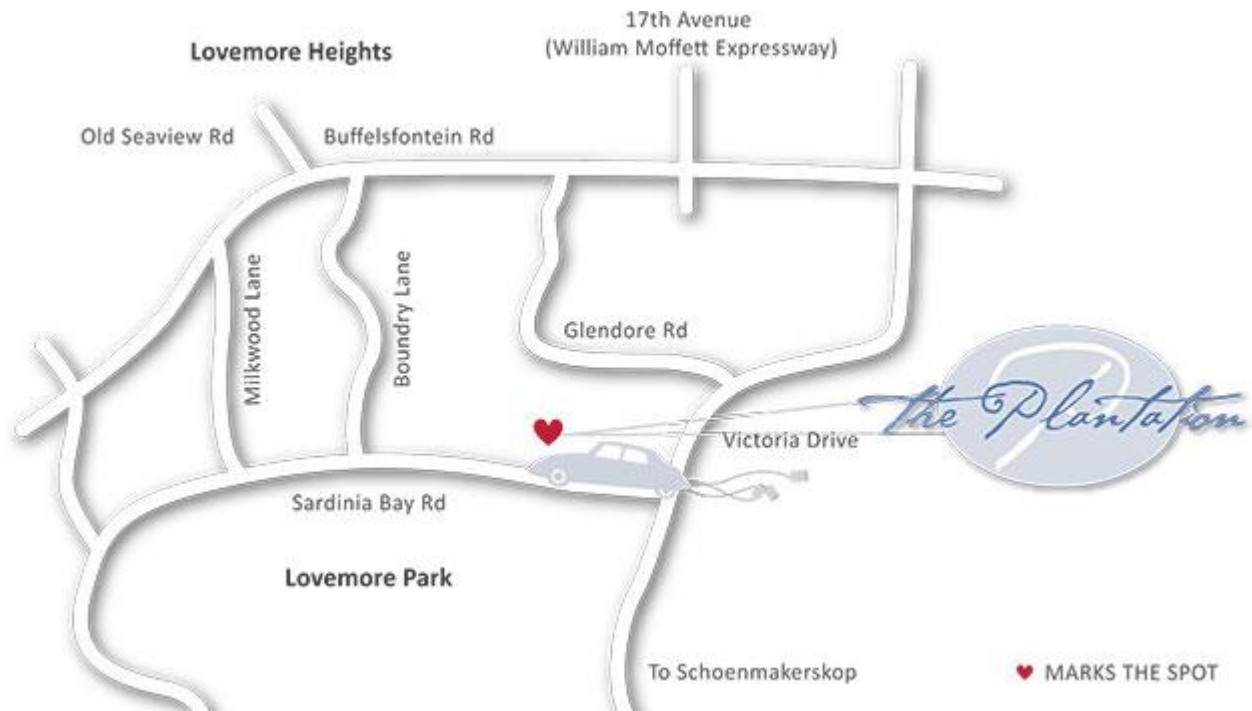 17th Avenue
(William Moffett Expressway)
Lovemore Heights
Old Seaview Rd
Buffelsfontein Rd
Milkwood Lane
Boundry Lane
Glendore Rd
the Plantation
Victoria Drive
Sardinia Bay Rd
Lovemore Park
To Schoenmakerskop
MARKS THE SPOT